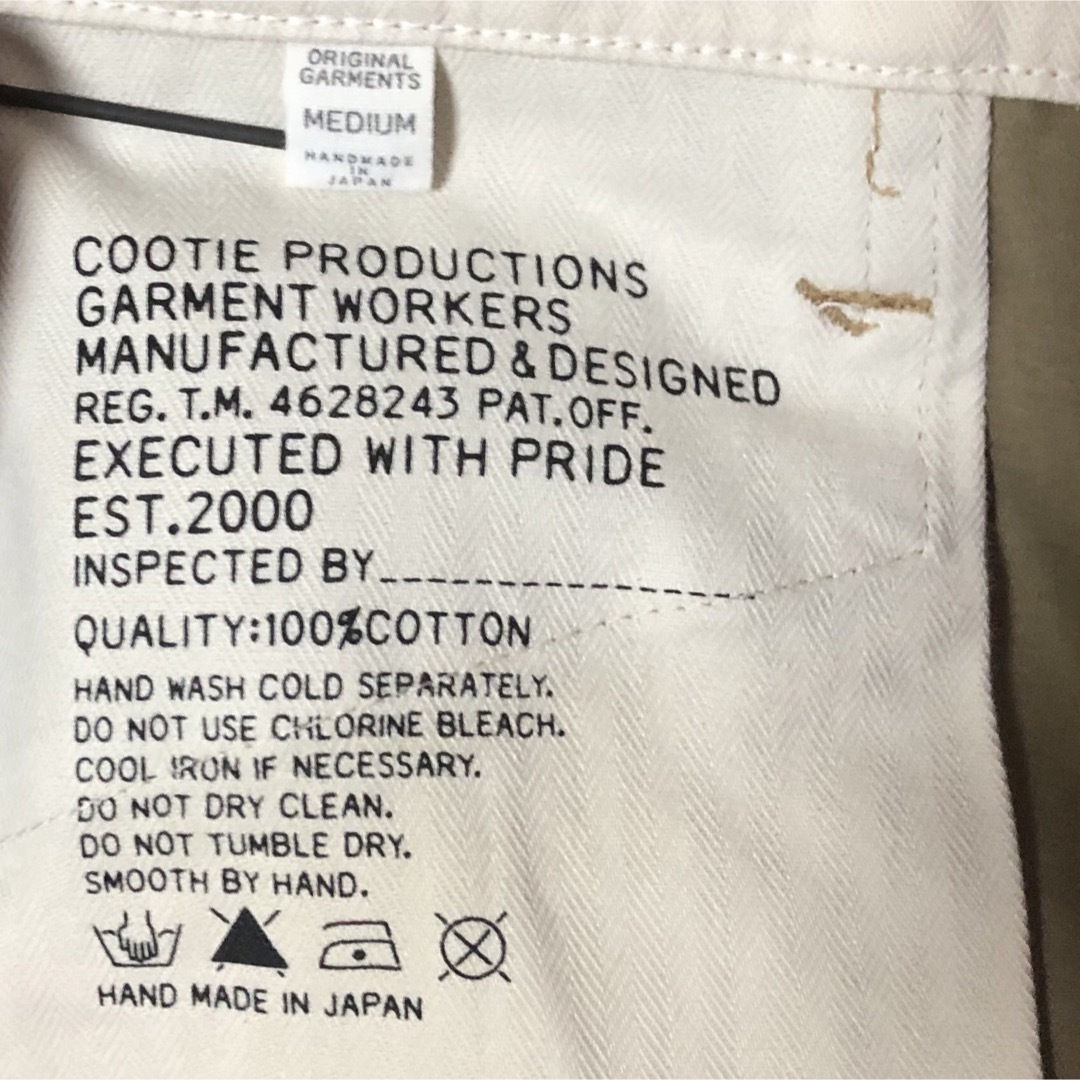 ORIGINAL
GARMENTS
MEDIUM
HANDMADE
IN
JAPAN
COOTIE PRODUCTIONS
GARMENT WORKERS
MANUFACTURED & DESIGNED
REG. T.M. 4628243 PAT.OFF.
EXECUTED WITH PRIDE
EST.2000
INSPECTED BY________________
QUALITY:100%COTTON
HAND WASH COLD SEPARATELY.
DO NOT USE CHLORINE BLEACH.
COOL IRON IF NECESSARY.
DO NOT DRY CLEAN.
DO NOT TUMBLE DRY.
SMOOTH BY HAND.
HAND MADE IN JAPAN